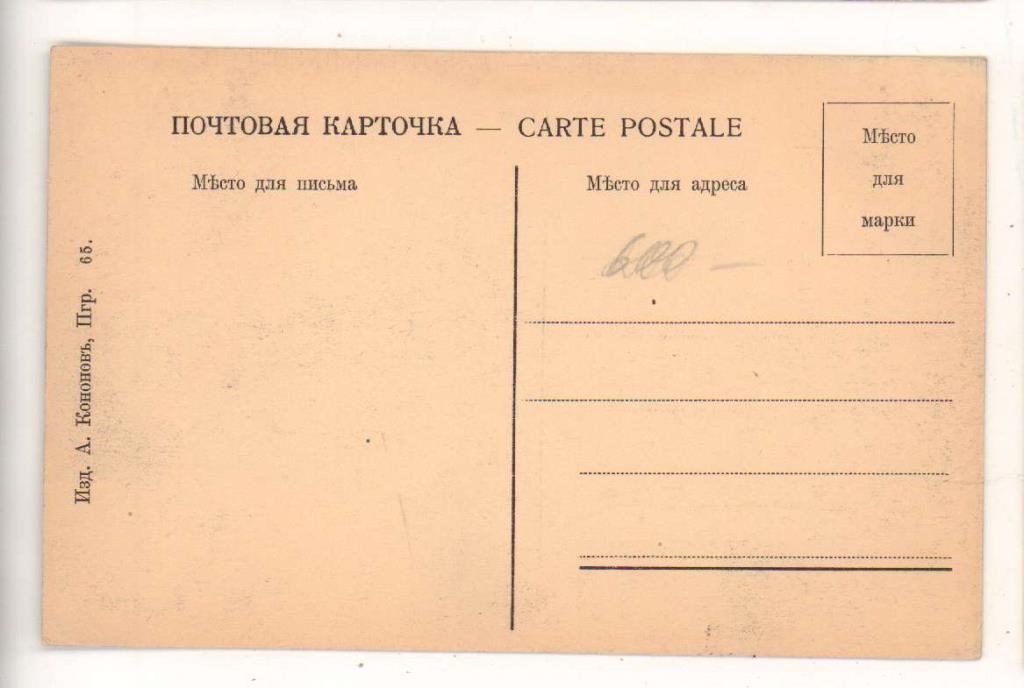 ПОЧТОВАЯ КАРТОЧКА — CARTE POSTALE
Мѣсто для письма
Мѣсто для адреса
Мѣсто
для
марки
600 —
Изд. А. Кононовъ, Пгр. 65.